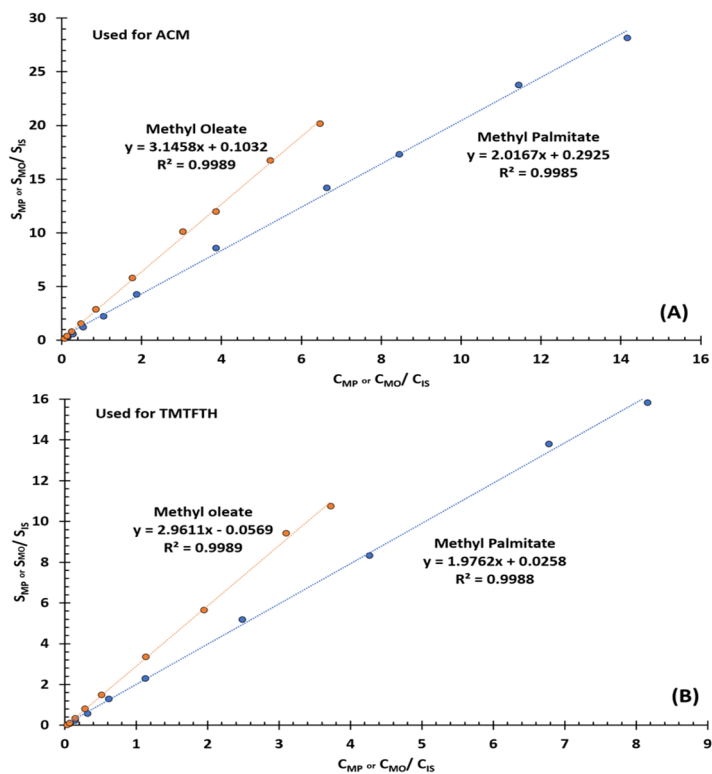 Used for ACM
30
25
20
15
10
5
0
S_MP or S_MO/ S_IS
Methyl Oleate
y = 3.1458x + 0.1032
R² = 0.9989
Methyl Palmitate
y = 2.0167x + 0.2925
R² = 0.9985
(A)
0 2 4 6 8 10 12 14 16
C_MP or C_MO/ C_IS
Used for TMTFTH
16
14
12
10
8
6
4
2
0
S_MP or S_MO/ S_IS
Methyl oleate
y = 2.9611x - 0.0569
R² = 0.9989
Methyl Palmitate
y = 1.9762x + 0.0258
R² = 0.9988
(B)
0 1 2 3 4 5 6 7 8 9
C_MP or C_MO/ C_IS